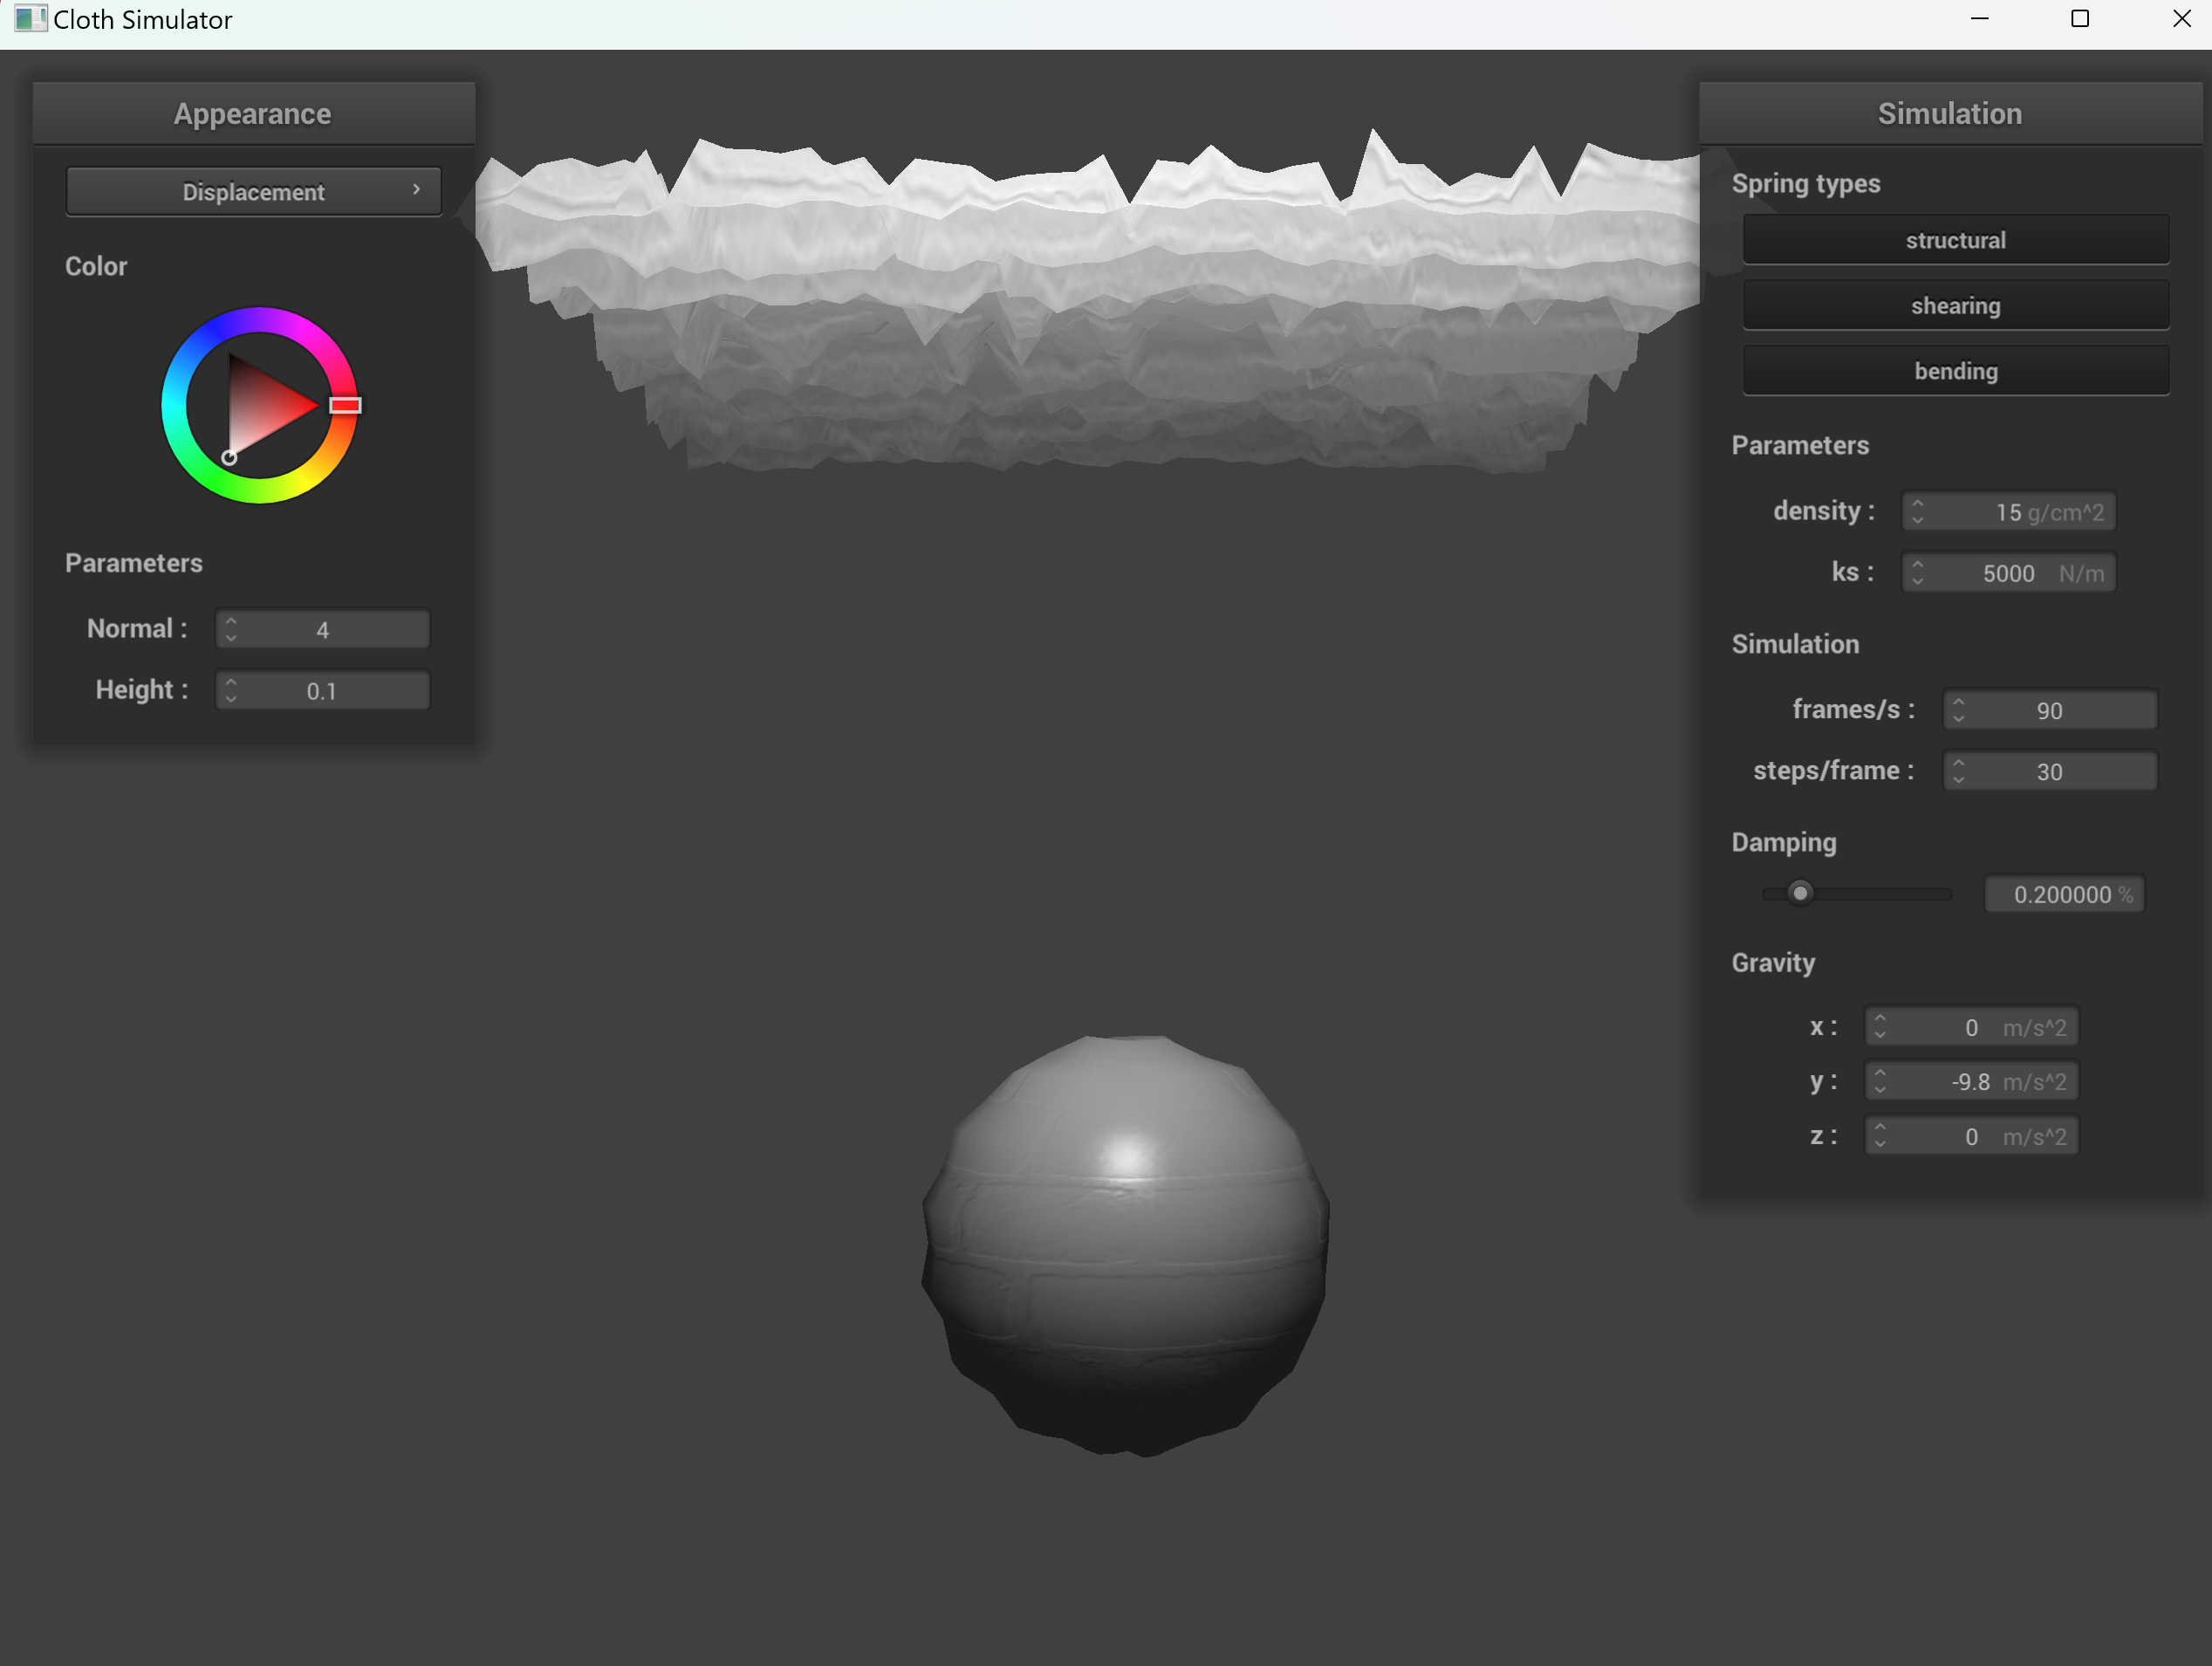 Cloth Simulator
Appearance
Displacement
Color
Parameters
Normal : 4
Height : 0.1
Simulation
Spring types
structural
shearing
bending
Parameters
density : 15 g/cm^2
ks : 5000 N/m
Simulation
frames/s : 90
steps/frame : 30
Damping
0.200000 %
Gravity
x : 0 m/s^2
y : -9.8 m/s^2
z : 0 m/s^2